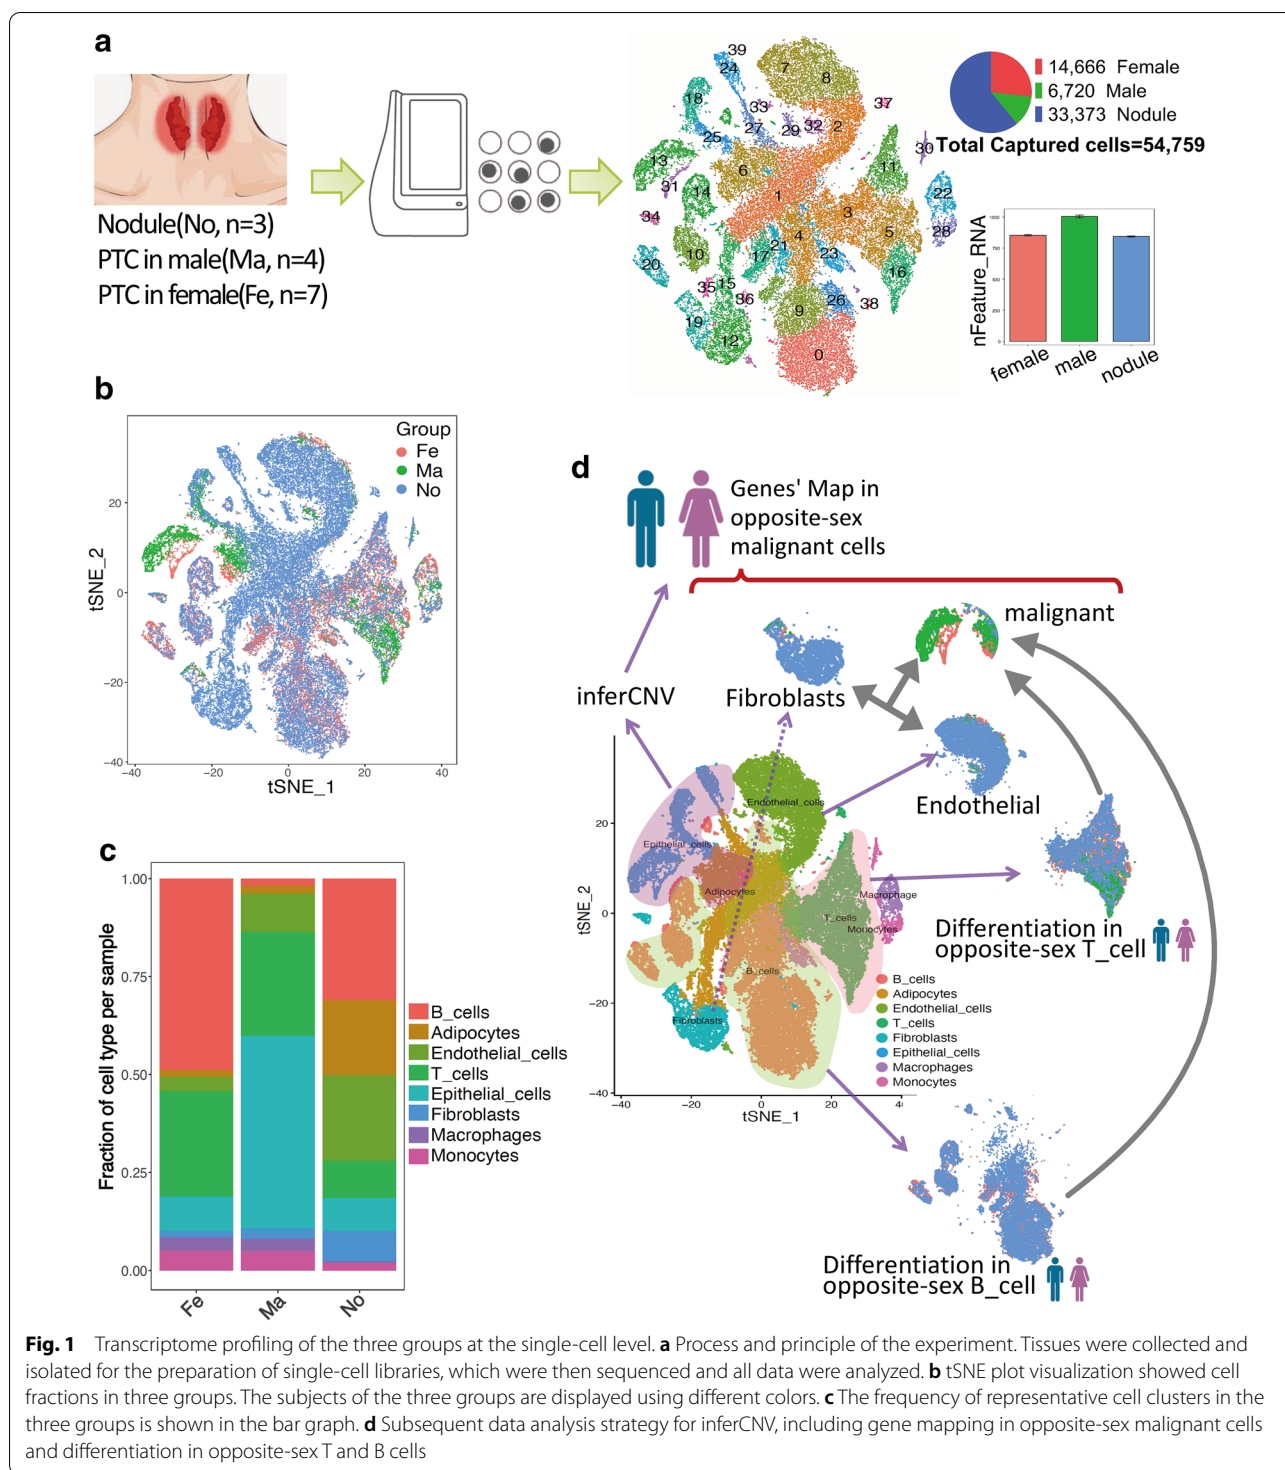 a
Nodule(No, n=3)
PTC in male(Ma, n=4)
PTC in female(Fe, n=7)
39
24
7
8
18
33
37
27
29
32
2
25
30
13
6
11
31
14
1
22
34
3
28
4
5
10
21
17
23
20
16
35
15
36
26
38
19
9
12
0
14,666 Female
6,720 Male
33,373 Nodule
Total Captured cells=54,759
nFeature_RNA
1000
750
500
250
0
female
male
nodule
b
Group
Fe
Ma
No
tSNE_2
20
0
−20
−40
−40
−20
0
20
40
tSNE_1
c
Fraction of cell type per sample
1.00
0.75
0.50
0.25
0.00
Fe
Ma
No
B_cells
Adipocytes
Endothelial_cells
T_cells
Epithelial_cells
Fibroblasts
Macrophages
Monocytes
d
Genes' Map in
opposite-sex
malignant cells
malignant
inferCNV
Fibroblasts
Endothelial
Differentiation in
opposite-sex T_cell
Differentiation in
opposite-sex B_cell
tSNE_2
20
0
−20
−40
−40
−20
0
20
tSNE_1
Endothelial_cells
Epithelial_cells
Adipocytes
Macrophage
T_cells
Monocytes
B_cells
Fibroblasts
B_cells
Adipocytes
Endothelial_cells
T_cells
Fibroblasts
Epithelial_cells
Macrophages
Monocytes
Fig. 1 Transcriptome profiling of the three groups at the single-cell level. a Process and principle of the experiment. Tissues were collected and
isolated for the preparation of single-cell libraries, which were then sequenced and all data were analyzed. b tSNE plot visualization showed cell
fractions in three groups. The subjects of the three groups are displayed using different colors. c The frequency of representative cell clusters in the
three groups is shown in the bar graph. d Subsequent data analysis strategy for inferCNV, including gene mapping in opposite-sex malignant cells
and differentiation in opposite-sex T and B cells